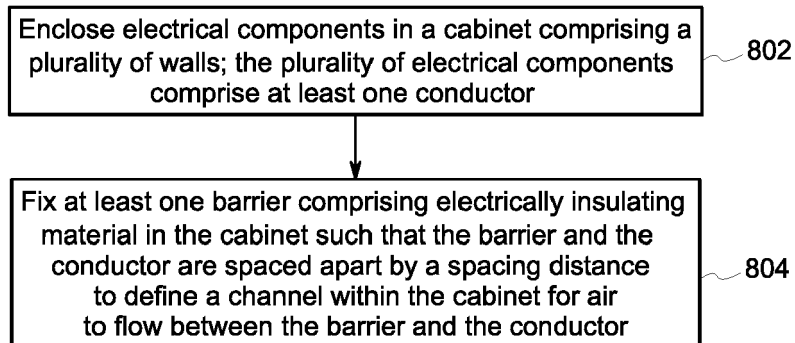 Enclose electrical components in a cabinet comprising a
plurality of walls; the plurality of electrical components
comprise at least one conductor
802
Fix at least one barrier comprising electrically insulating
material in the cabinet such that the barrier and the
conductor are spaced apart by a spacing distance
to define a channel within the cabinet for air
to flow between the barrier and the conductor
804